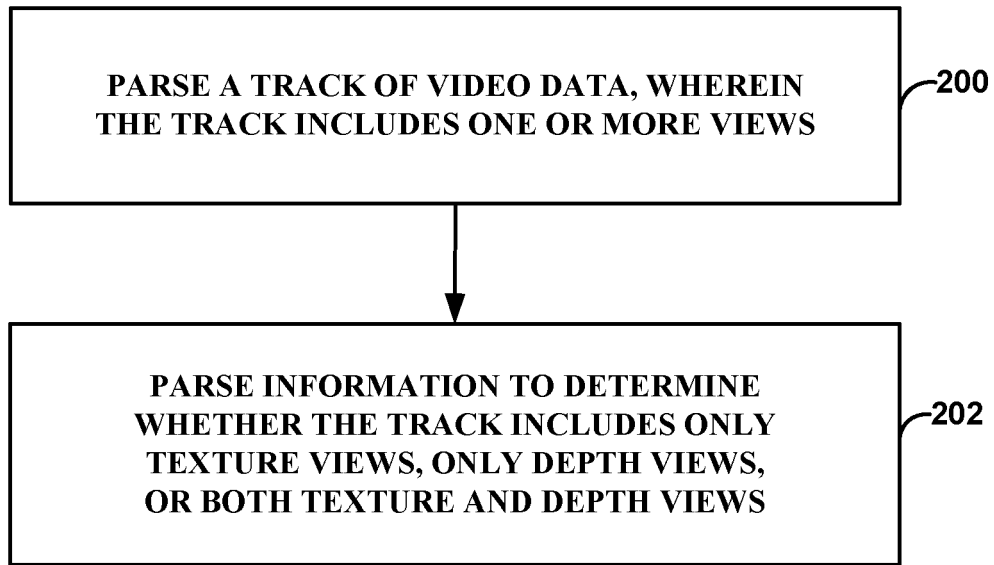 PARSE A TRACK OF VIDEO DATA, WHEREIN
THE TRACK INCLUDES ONE OR MORE VIEWS
200
PARSE INFORMATION TO DETERMINE
WHETHER THE TRACK INCLUDES ONLY
TEXTURE VIEWS, ONLY DEPTH VIEWS,
OR BOTH TEXTURE AND DEPTH VIEWS
202